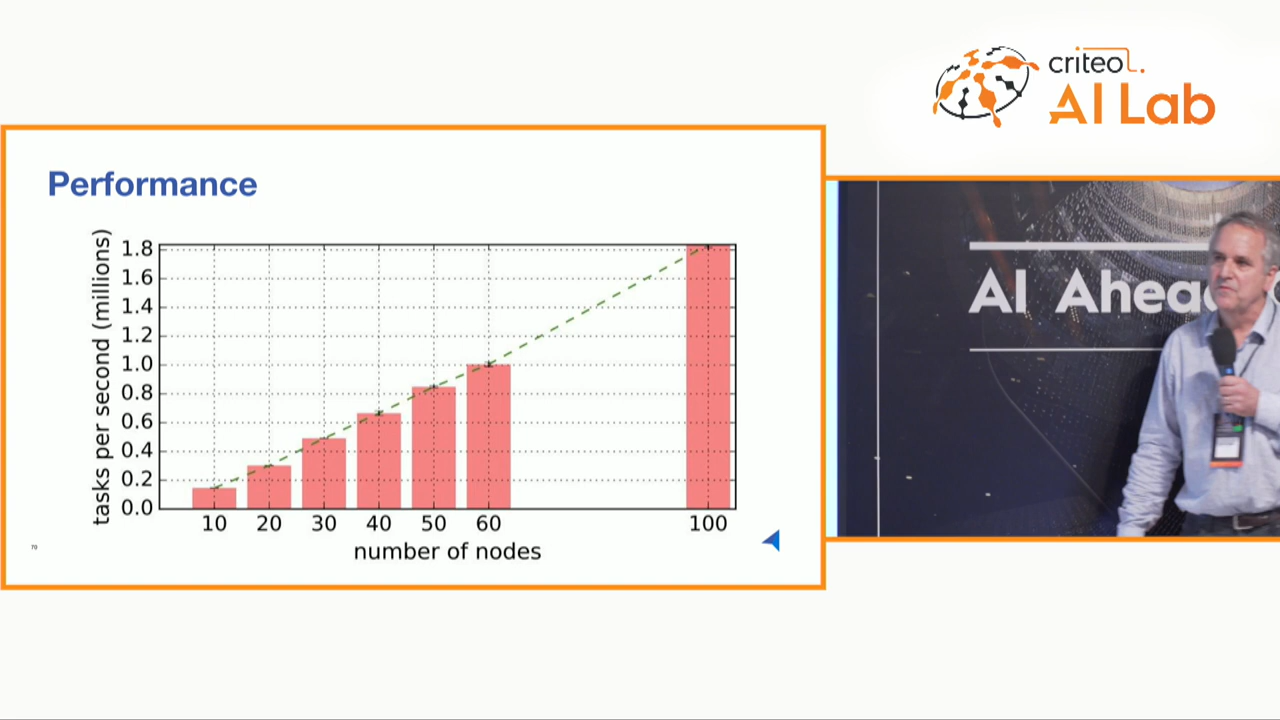 criteo
AI Lab
Performance
tasks per second (millions)
1.8
1.6
1.4
1.2
1.0
0.8
0.6
0.4
0.2
0.0
10 20 30 40 50 60 100
number of nodes
70
AI Ahea